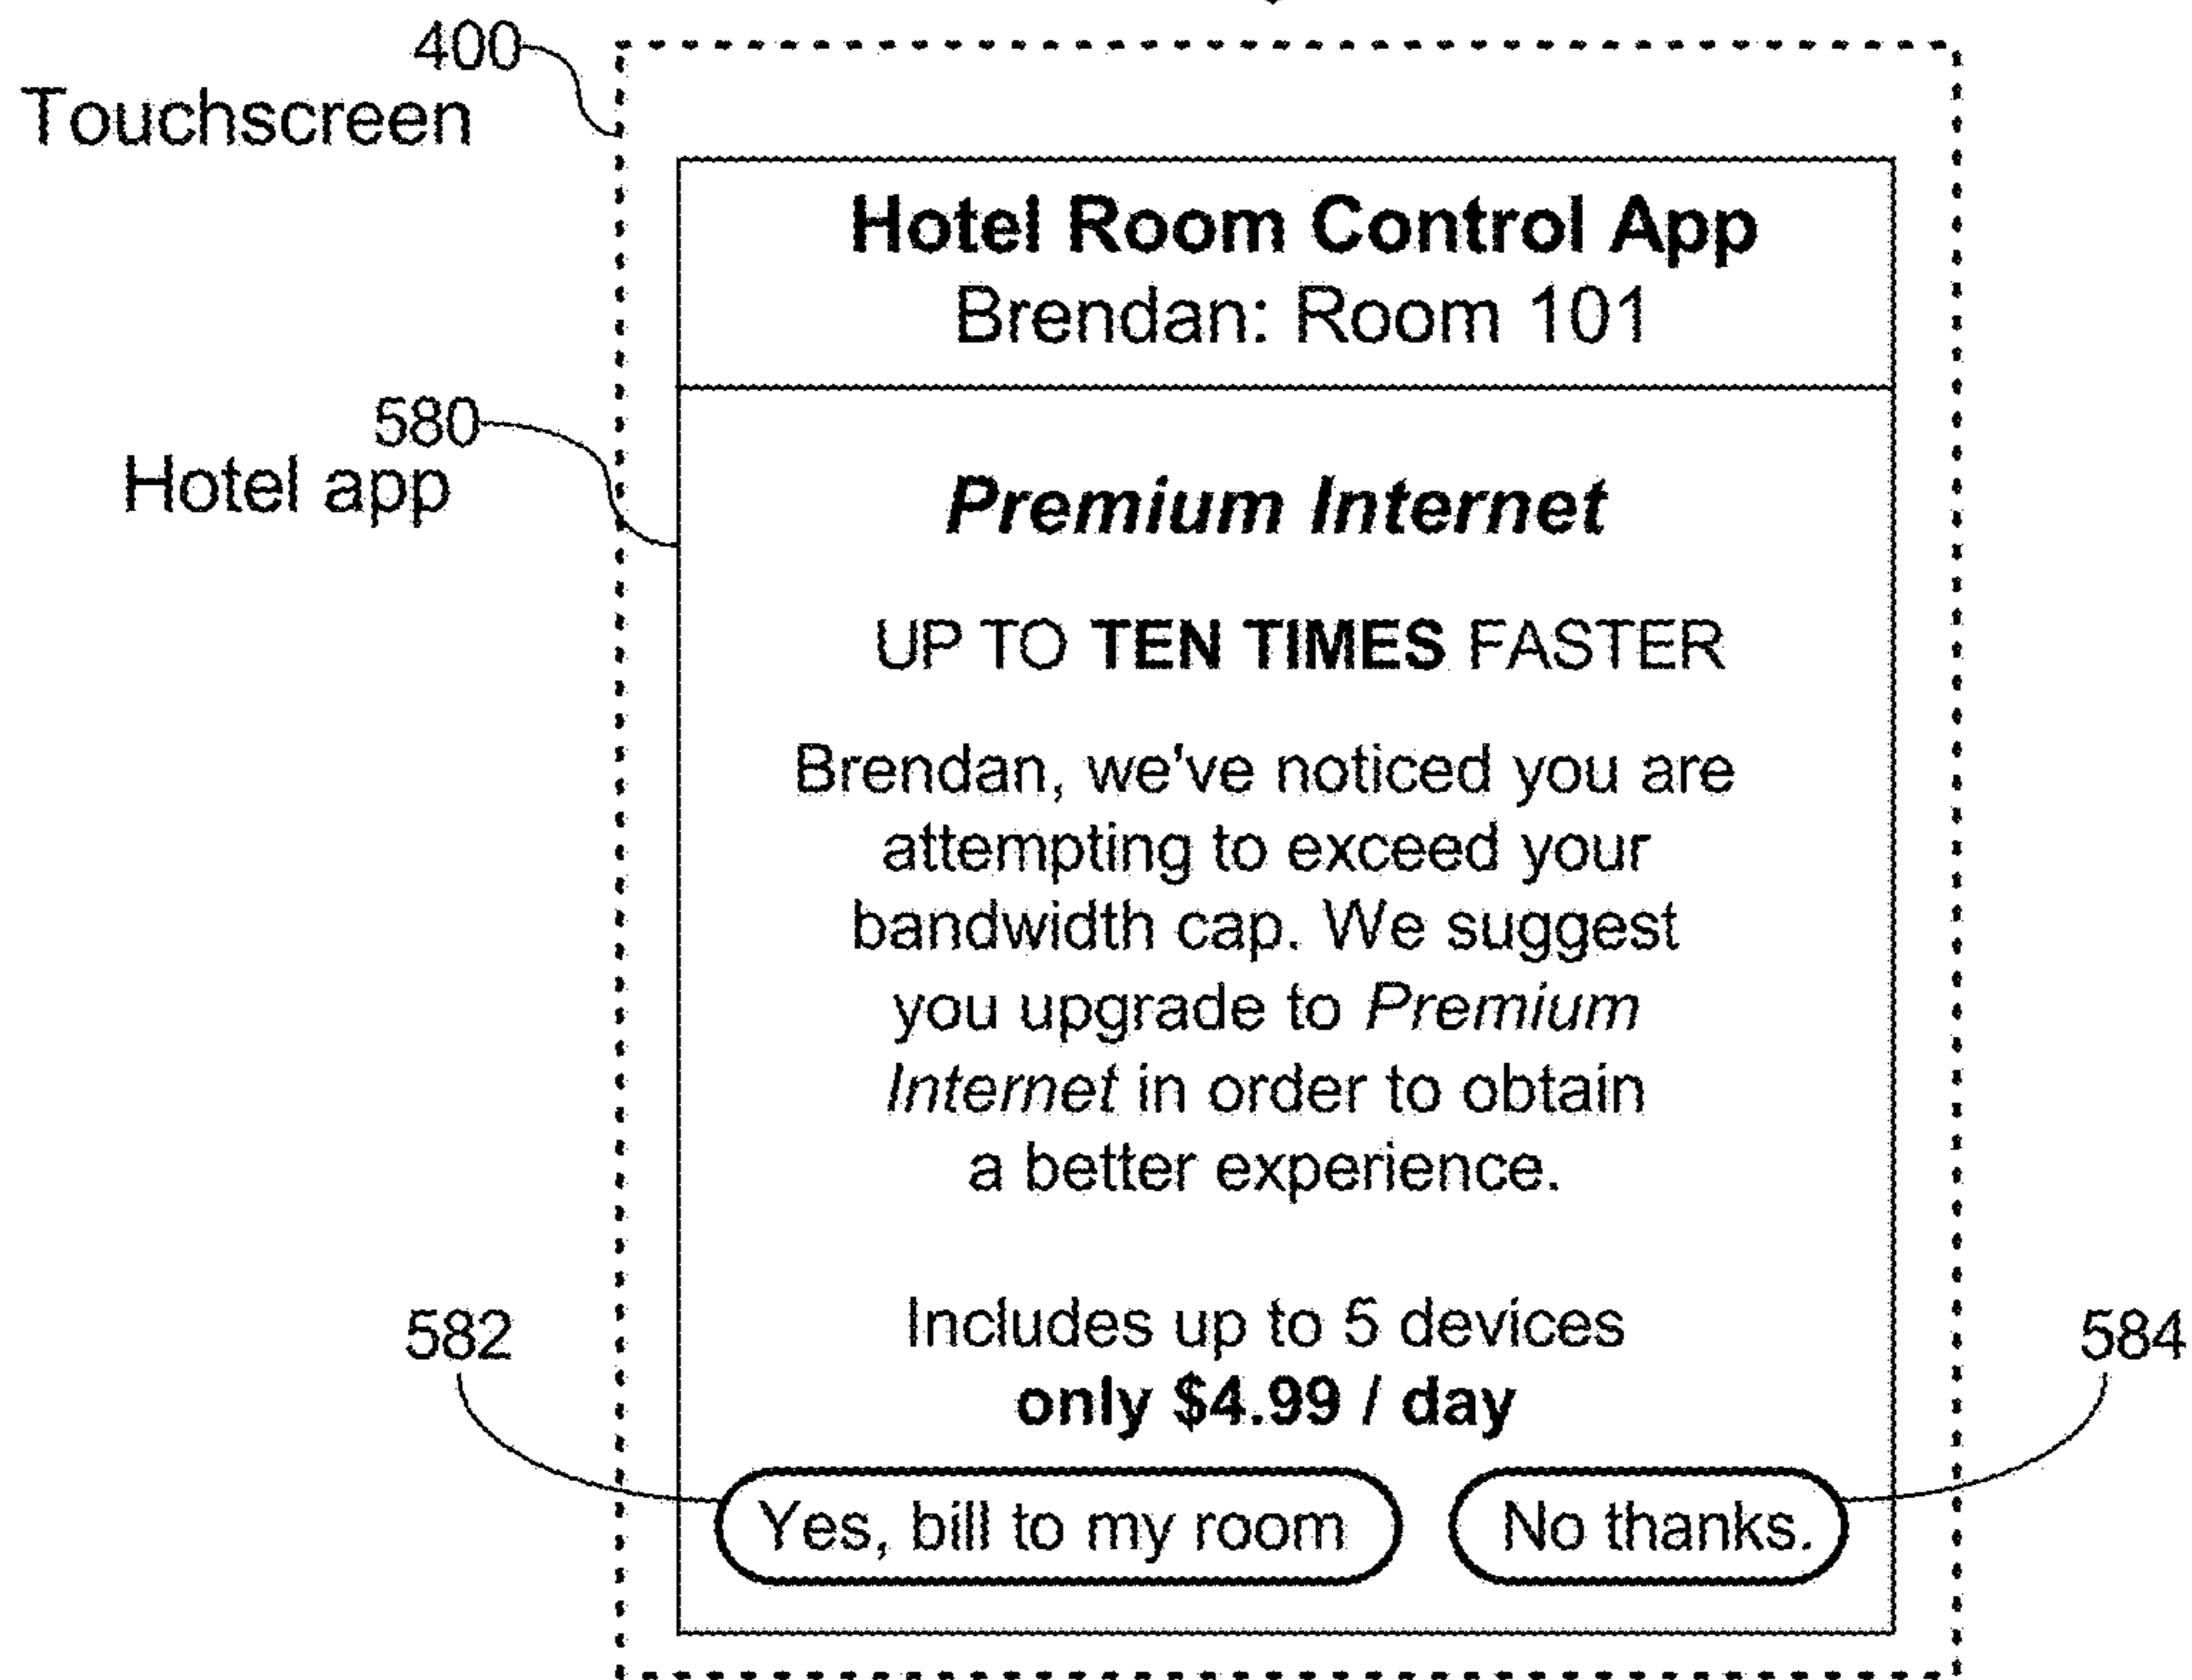 400
Touchscreen
Hotel Room Control App
Brendan: Room 101
580
Hotel app
Premium Internet
UP TO TEN TIMES FASTER
Brendan, we've noticed you are
attempting to exceed your
bandwidth cap. We suggest
you upgrade to Premium
Internet in order to obtain
a better experience.
Includes up to 5 devices
only $4.99 / day
582
584
Yes, bill to my room
No thanks.